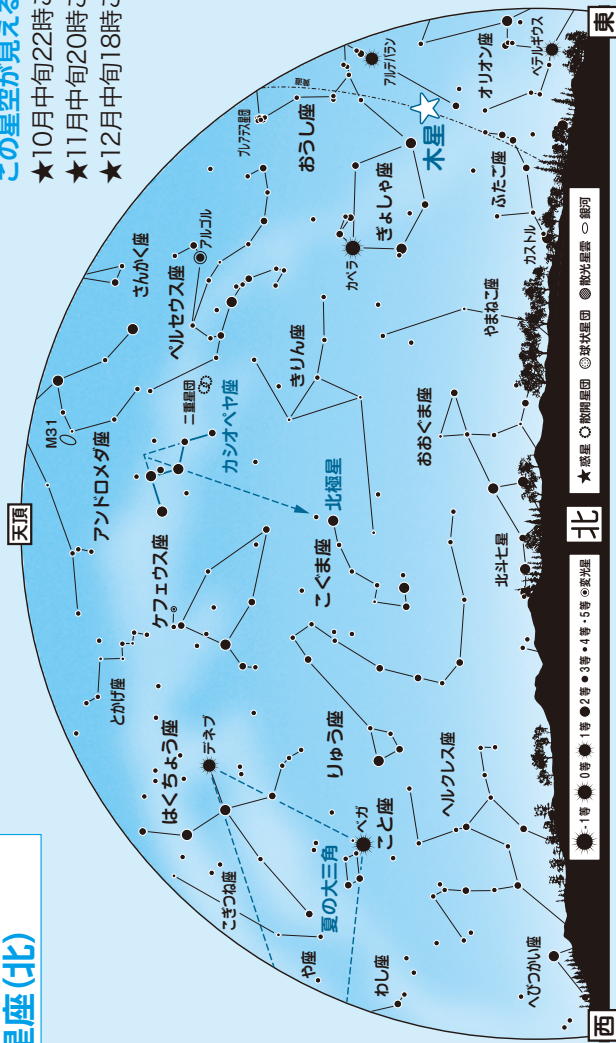 星座(北)
この星空が見える
★10月中旬22時ご
★11月中旬20時ご
★12月中旬18時ご
天頂
M31
アンドロメダ座
さんかく座
ペルセウス座
アルゴル
二重星団
カシオペヤ座
ケフェウス座
とかげ座
はくちょう座
デネブ
こぎつね座
や座
わし座
夏の大三角
ベガ
こと座
りゅう座
ヘルクレス座
へびつかい座
こぐま座
北極星
きりん座
おおぐま座
北斗七星
やまねこ座
プレアデス星団
おうし座
アルデバラン
木星
ぎょしゃ座
カペラ
オリオン座
ベテルギウス
ふたご座
カストル
西
北
東
-1等 0等 1等 2等 3等 4等・5等 変光星
惑星 散開星団 球状星団 散光星雲 銀河